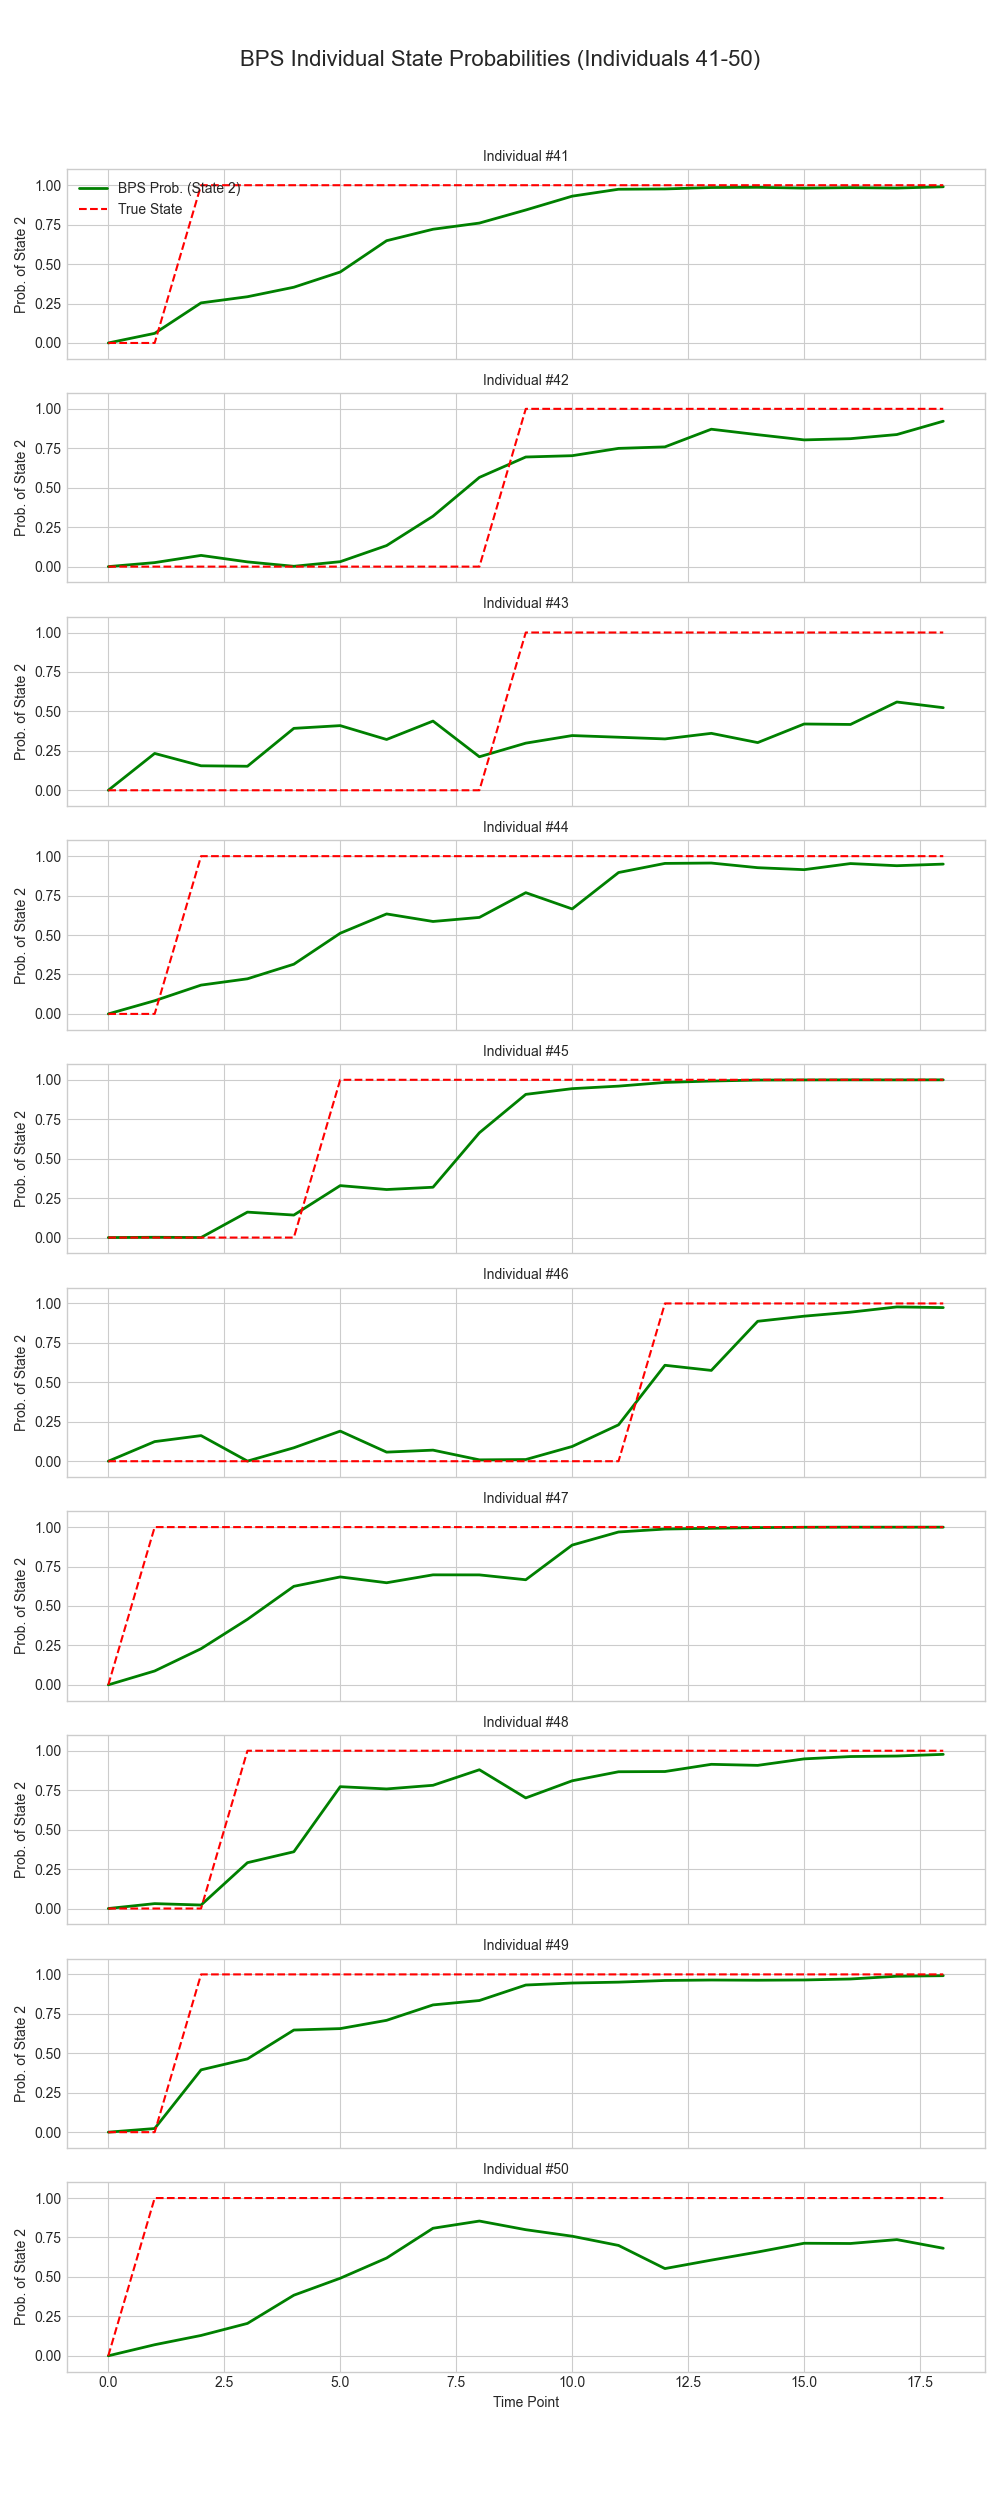 BPS Individual State Probabilities (Individuals 41-50)
Individual #41
BPS Prob. (State 2)
True State
Prob. of State 2
1.00
0.75
0.50
0.25
0.00
Individual #42
Prob. of State 2
1.00
0.75
0.50
0.25
0.00
Individual #43
Prob. of State 2
1.00
0.75
0.50
0.25
0.00
Individual #44
Prob. of State 2
1.00
0.75
0.50
0.25
0.00
Individual #45
Prob. of State 2
1.00
0.75
0.50
0.25
0.00
Individual #46
Prob. of State 2
1.00
0.75
0.50
0.25
0.00
Individual #47
Prob. of State 2
1.00
0.75
0.50
0.25
0.00
Individual #48
Prob. of State 2
1.00
0.75
0.50
0.25
0.00
Individual #49
Prob. of State 2
1.00
0.75
0.50
0.25
0.00
Individual #50
Prob. of State 2
1.00
0.75
0.50
0.25
0.00
0.0 2.5 5.0 7.5 10.0 12.5 15.0 17.5
Time Point